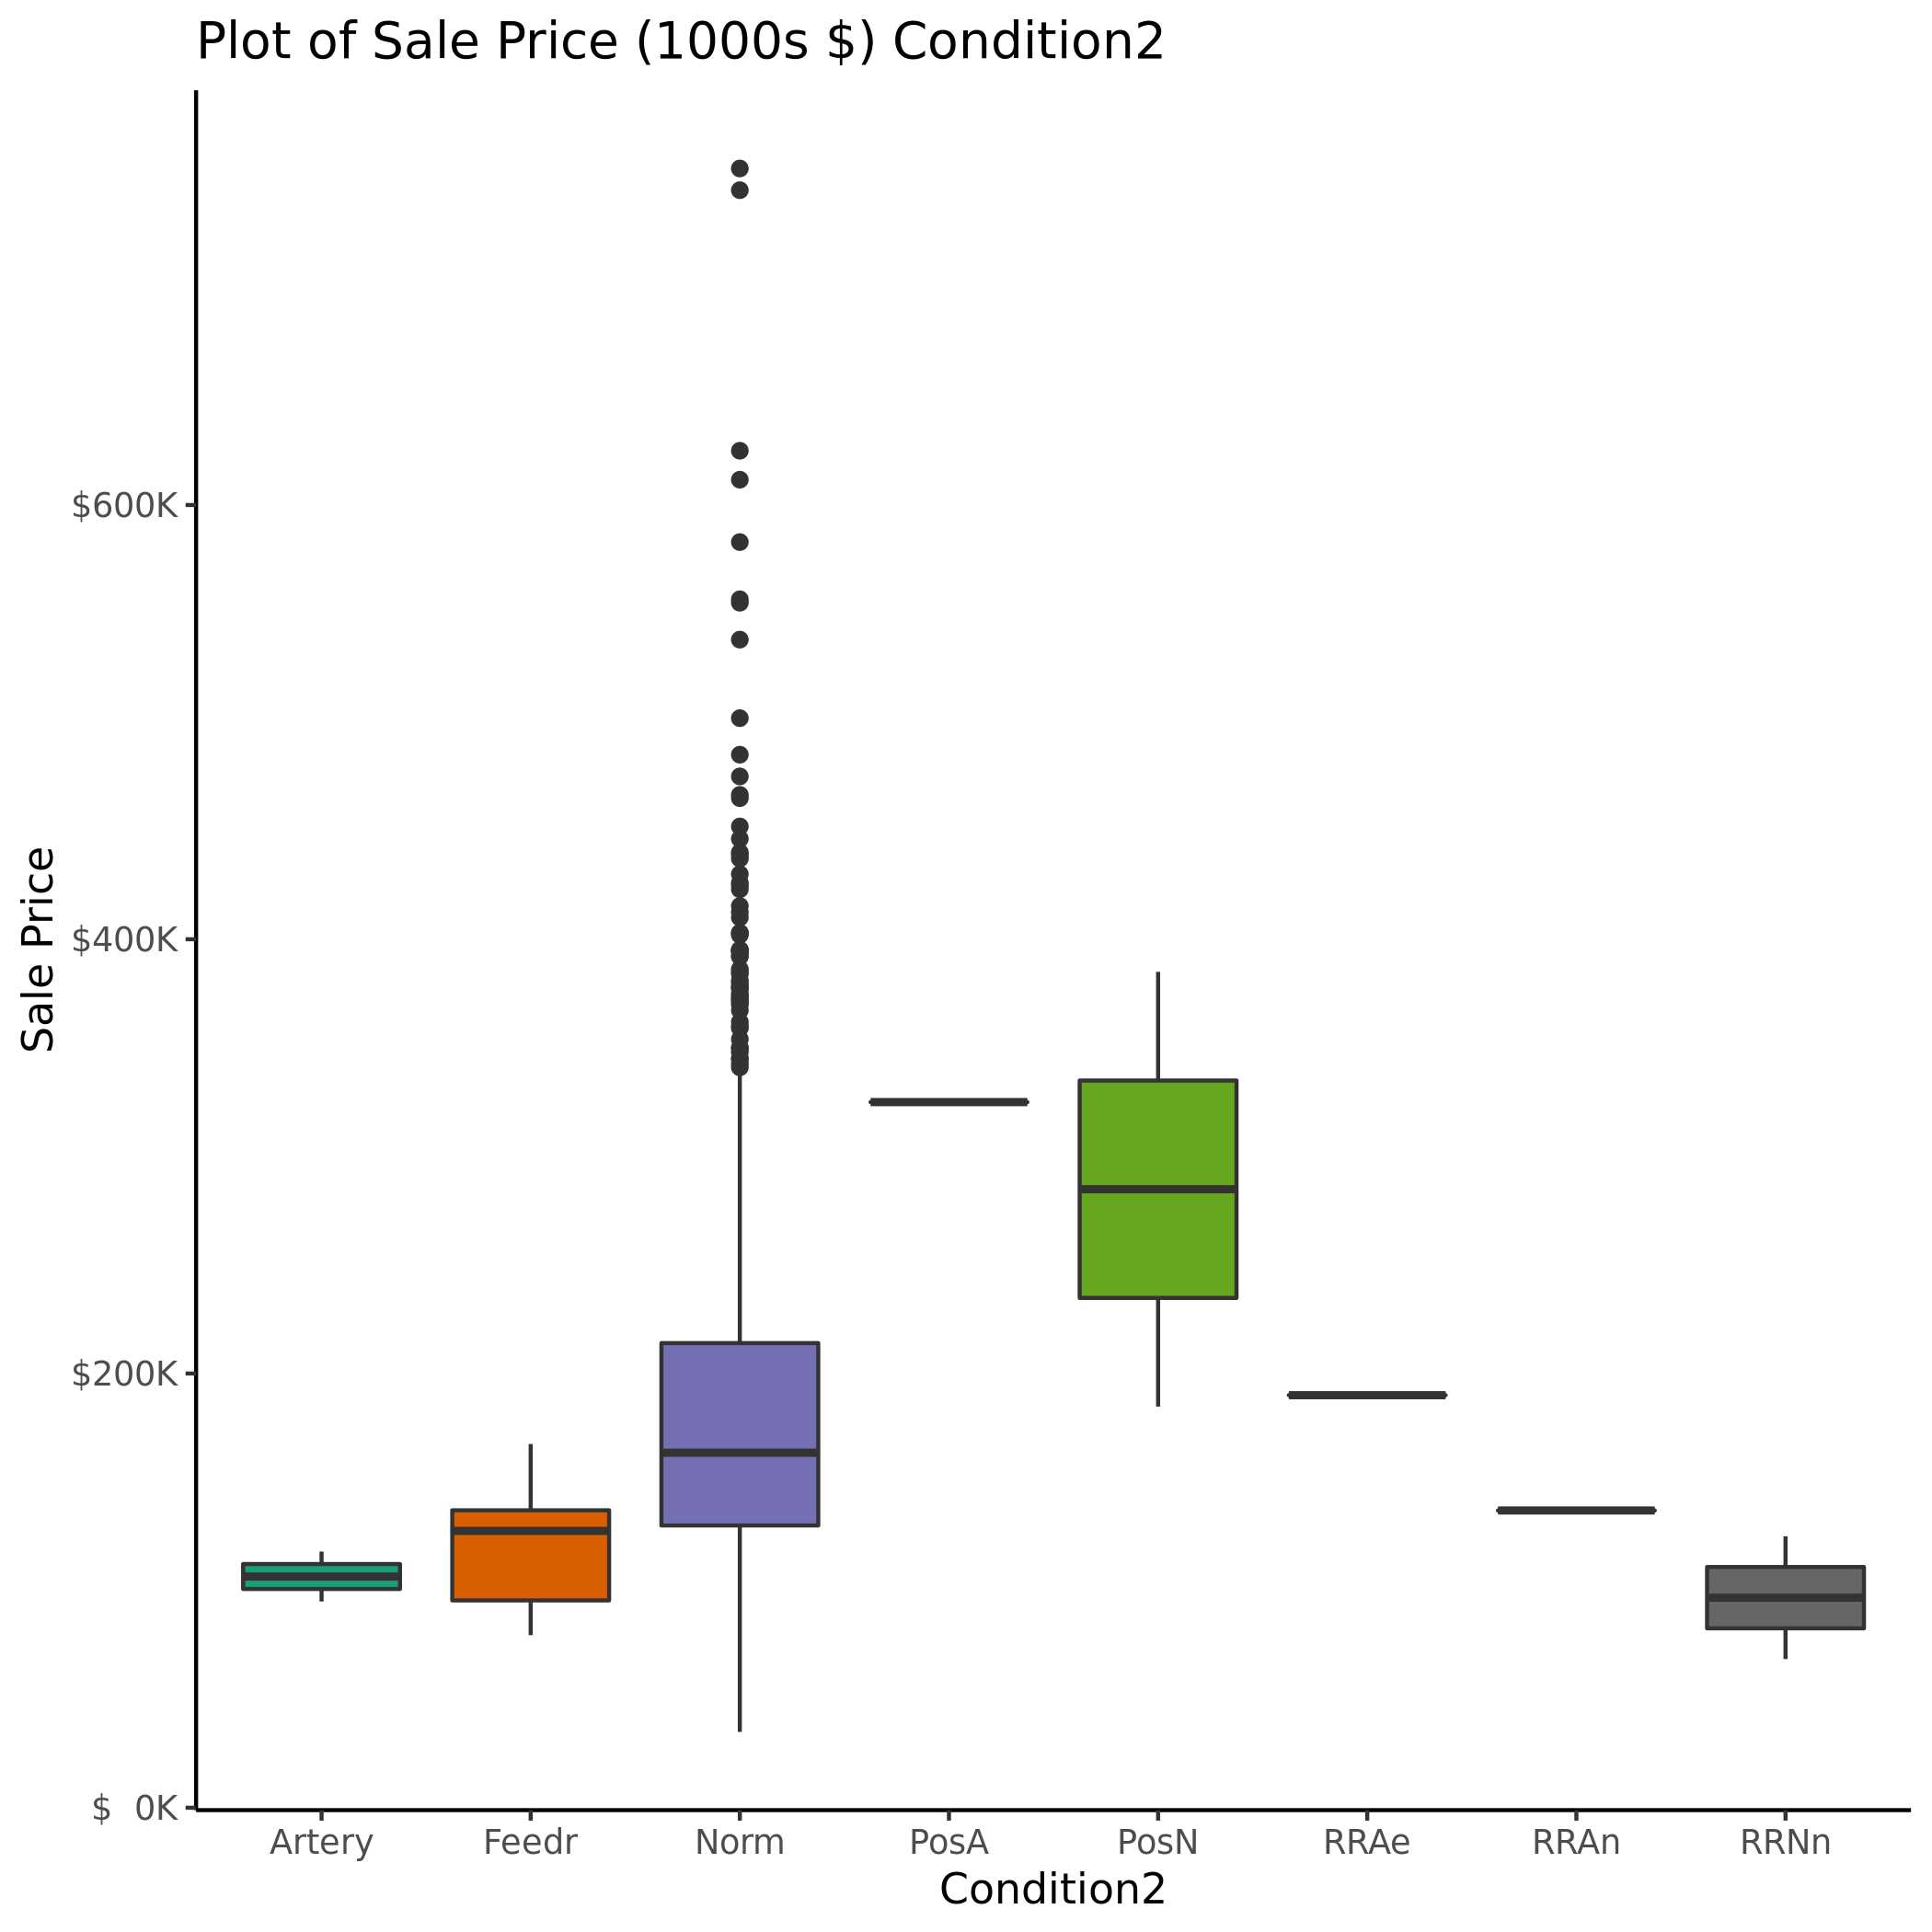 Plot of Sale Price (1000s $) Condition2
Sale Price
$600K
$400K
$200K
$  0K
Artery Feedr Norm PosA PosN RRAe RRAn RRNn
Condition2